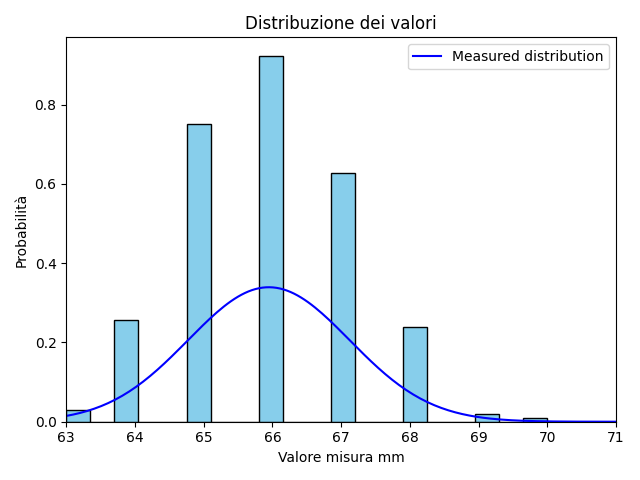 Distribuzione dei valori
Measured distribution
Probabilità
0.8
0.6
0.4
0.2
0.0
63 64 65 66 67 68 69 70 71
Valore misura mm